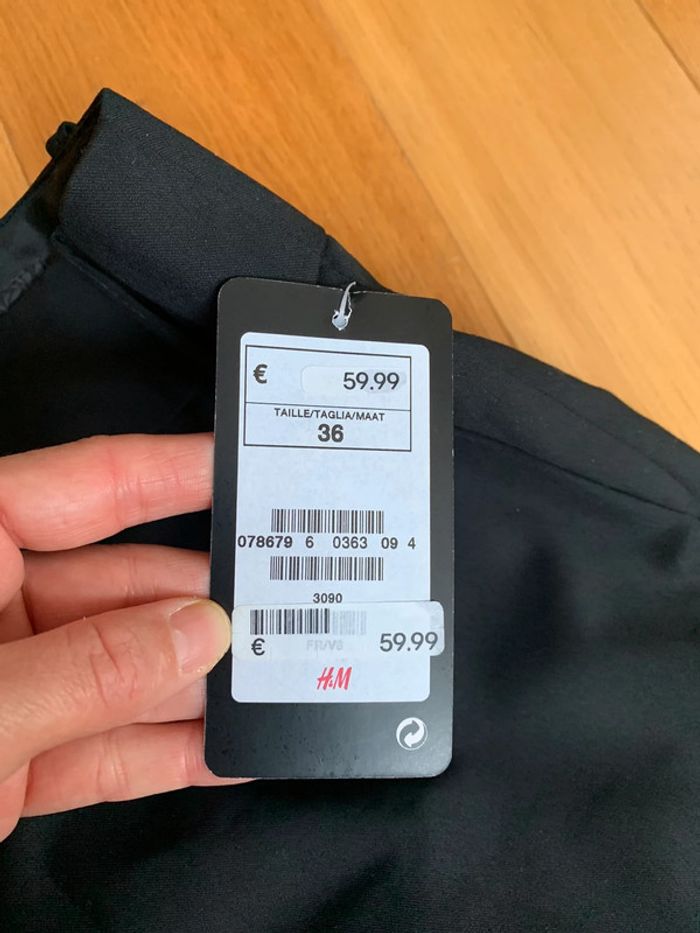 € 59.99
TAILLE/TAGLIA/MAAT
36
078679 6 0363 09 4
3090
€ FR/V8 59.99
H&M